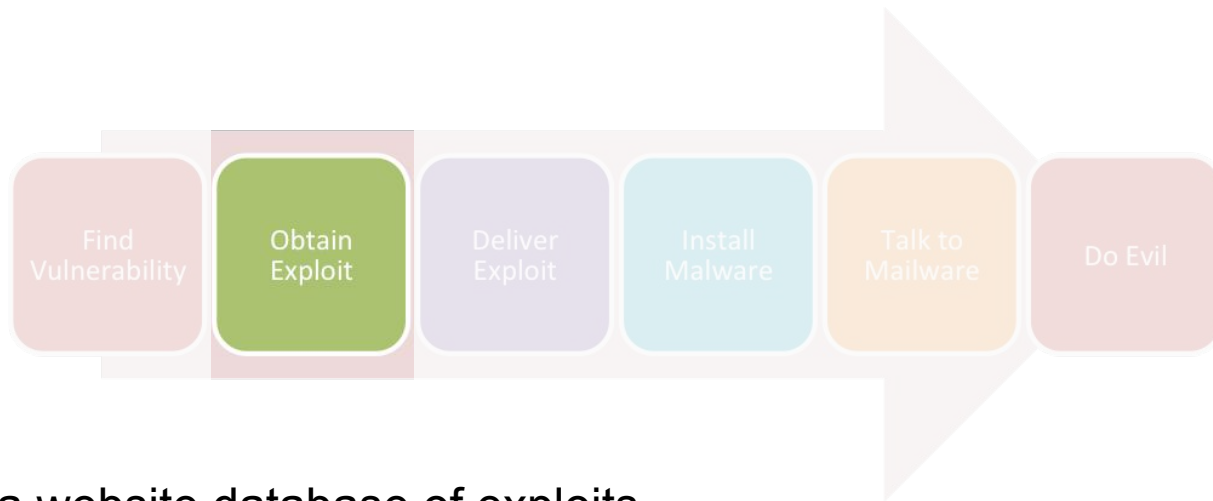 Find
Vulnerability
Obtain
Exploit
Deliver
Exploit
Install
Malware
Talk to
Mailware
Do Evil
a website database of exploits